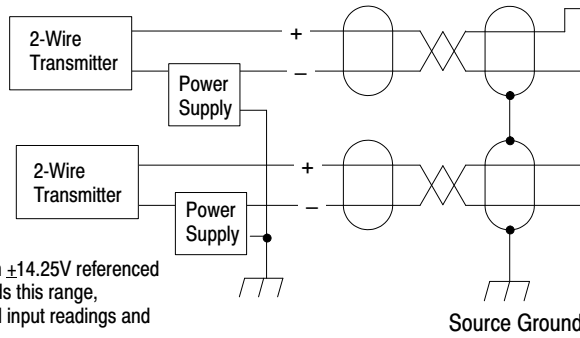 2-Wire
Transmitter
+
–
Power
Supply
2-Wire
Transmitter
+
–
Power
Supply
±14.25V referenced
this range,
input readings and
Source Ground